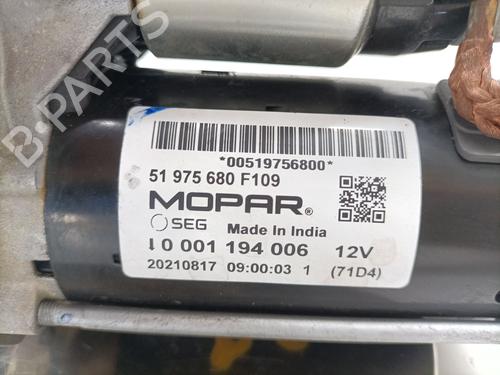 B-PARTS
*00519756800*
51 975 680 F109
MOPAR®
SEG Made In India
0 001 194 006 12V
20210817 09:00:03 1 (71D4)